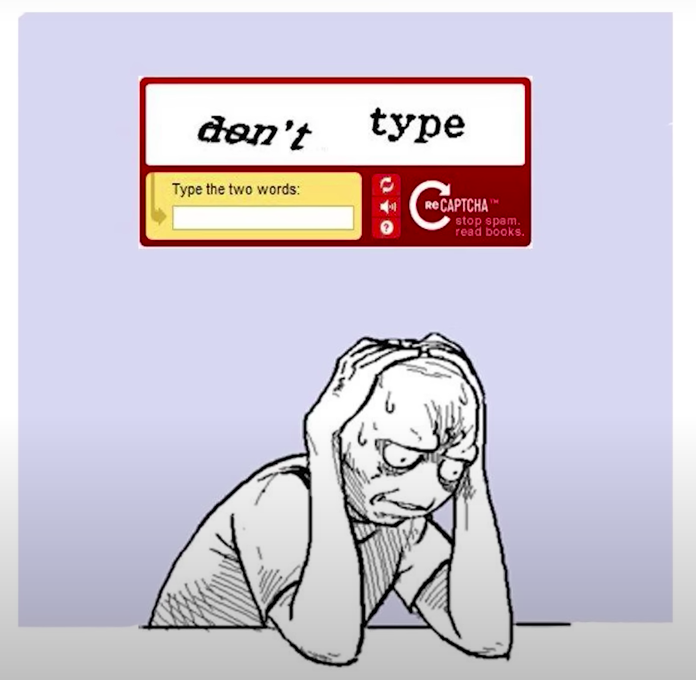 don't type
Type the two words:
reCAPTCHA™
stop spam.
read books.